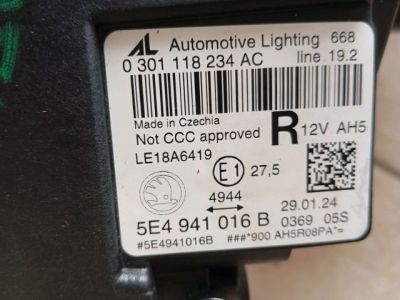 AL Automotive Lighting 668
0 301 118 234 AC line 19.2
Made in Czechia
Not CCC approved R 12V AH5
LE18A6419
E1 27,5
4944
29.01.24
5E4 941 016 B 0369 05S
#5E4941016B ###*900 AH5R08PA*=